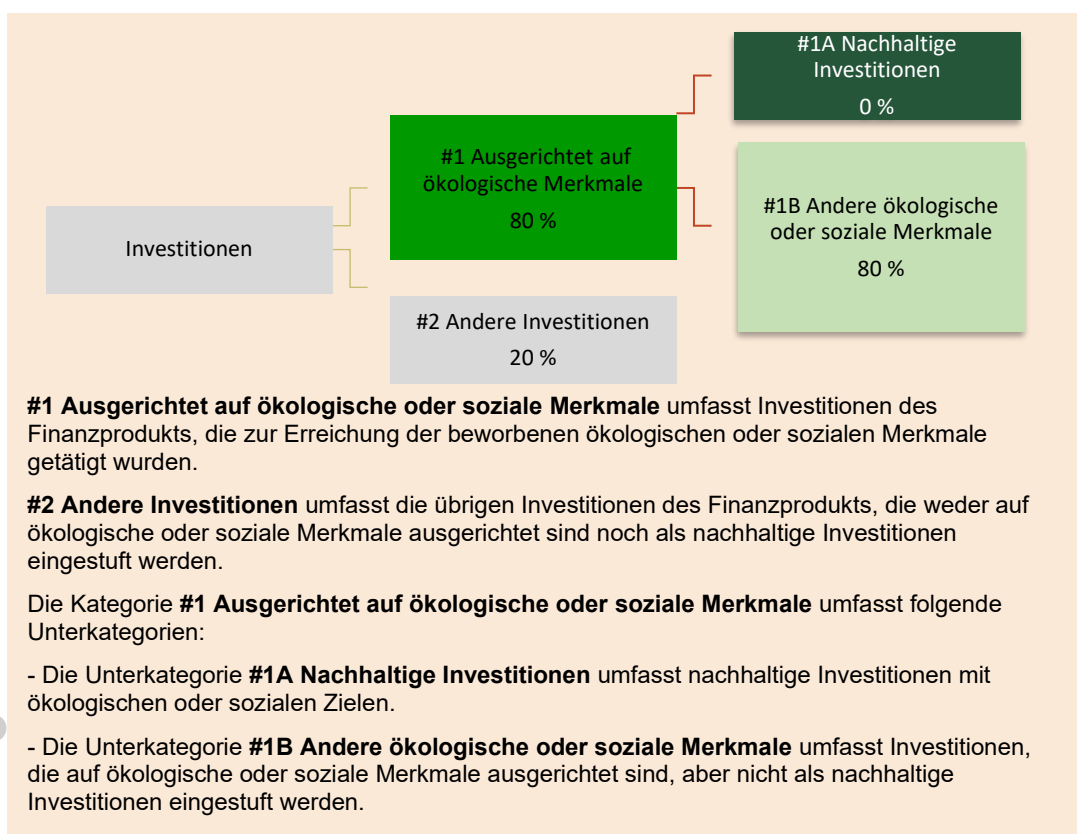 #1A Nachhaltige
Investitionen
0 %
#1 Ausgerichtet auf
ökologische Merkmale
80 %
#1B Andere ökologische
oder soziale Merkmale
80 %
Investitionen
#2 Andere Investitionen
20 %
#1 Ausgerichtet auf ökologische oder soziale Merkmale umfasst Investitionen des
Finanzprodukts, die zur Erreichung der beworbenen ökologischen oder sozialen Merkmale
getätigt wurden.
#2 Andere Investitionen umfasst die übrigen Investitionen des Finanzprodukts, die weder auf
ökologische oder soziale Merkmale ausgerichtet sind noch als nachhaltige Investitionen
eingestuft werden.
Die Kategorie #1 Ausgerichtet auf ökologische oder soziale Merkmale umfasst folgende
Unterkategorien:
- Die Unterkategorie #1A Nachhaltige Investitionen umfasst nachhaltige Investitionen mit
ökologischen oder sozialen Zielen.
- Die Unterkategorie #1B Andere ökologische oder soziale Merkmale umfasst Investitionen,
die auf ökologische oder soziale Merkmale ausgerichtet sind, aber nicht als nachhaltige
Investitionen eingestuft werden.